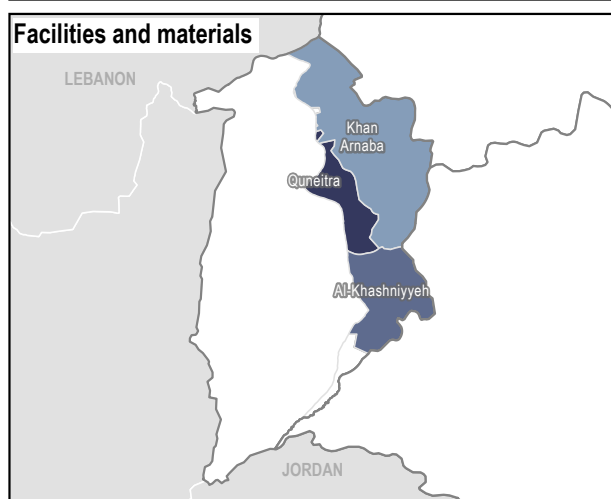 Facilities and materials
LEBANON
Khan
Arnaba
Quneitra
Al-Khashniyyeh
JORDAN